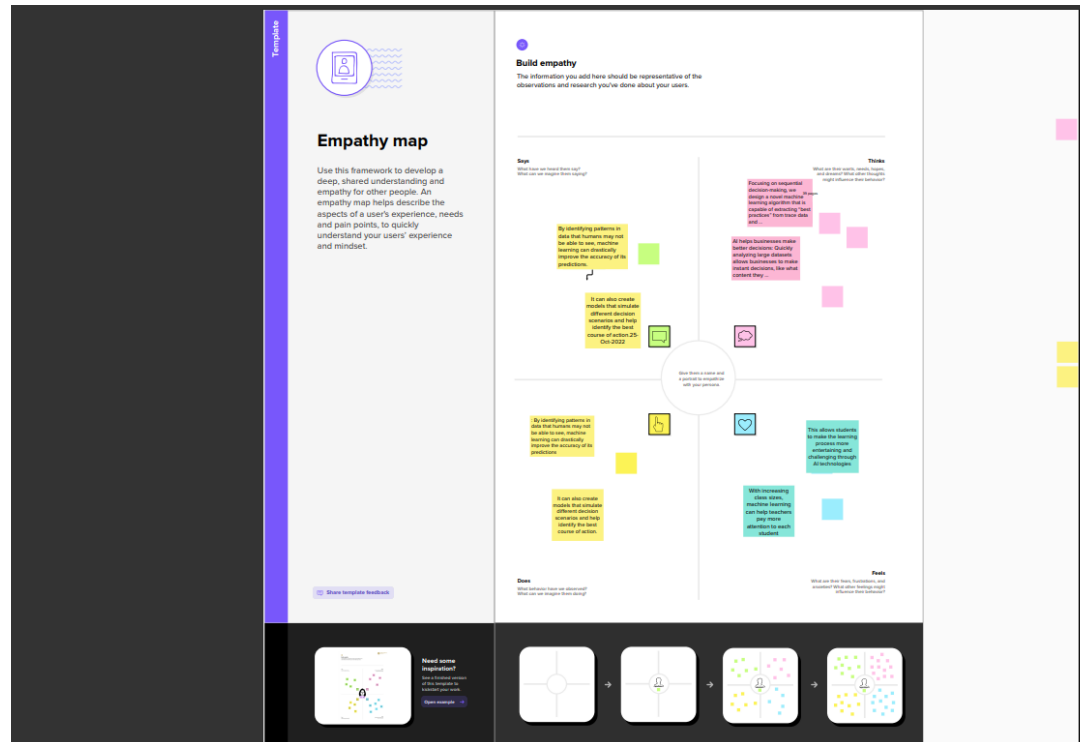 Template
Empathy map
Use this framework to develop a
deep, shared understanding and
empathy for other people. An
empathy map helps describe the
aspects of a user's experience, needs
and pain points, to quickly
understand your users' experience
and mindset.
Share template feedback
Build empathy
The information you add here should be representative of the
observations and research you've done about your users.
Says
What have we heard them say?
What can we imagine them saying?
Thinks
What are their wants, needs, hopes,
and dreams? What other thoughts
might influence their behavior?
By identifying patterns in
data that humans may not
be able to see, machine
learning can drastically
improve the accuracy of its
predictions.
It can also create
models that simulate
different decision
scenarios and help
identify the best
course of action.25-
Oct-2022
Focusing on sequential
decision-making, we
design a novel machine
learning algorithm that is
capable of extracting "best
practices" from trace data
and ...
AI helps businesses make
better decisions: Quickly
analyzing large datasets
allows businesses to make
instant decisions, like what
content they ...
Give them a name and
a portrait to empathize
with your persona.
: By identifying patterns in
data that humans may not
be able to see, machine
learning can drastically
improve the accuracy of its
predictions
It can also create
models that simulate
different decision
scenarios and help
identify the best
course of action.
This allows students
to make the learning
process more
entertaining and
challenging through
AI technologies
With increasing
class sizes,
machine learning
can help teachers
pay more
attention to each
student
Does
What behavior have we observed?
What can we imagine them doing?
Feels
What are their fears, frustrations, and
anxieties? What other feelings might
influence their behavior?
Need some
inspiration?
See a finished version
of this template to
kickstart your work.
Open example